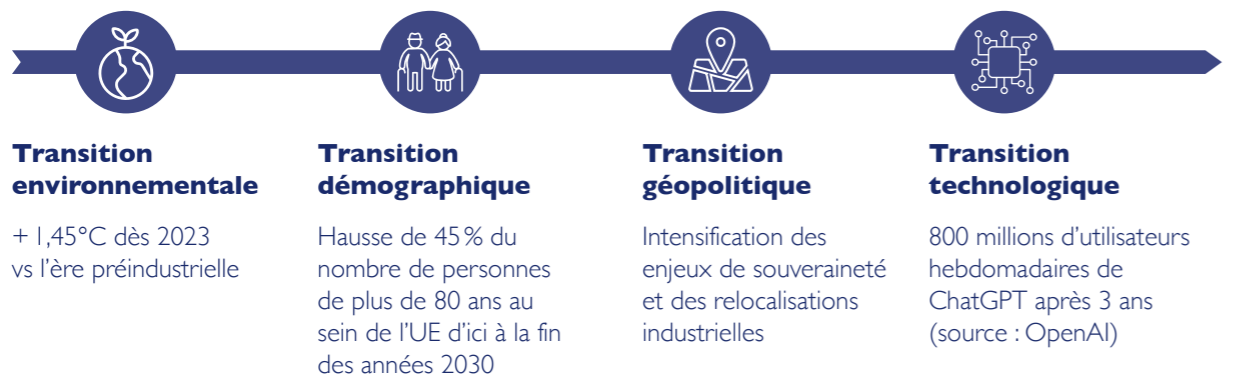 Transition
environnementale
+ 1,45°C dès 2023
vs l’ère préindustrielle
Transition
démographique
Hausse de 45 % du
nombre de personnes
de plus de 80 ans au
sein de l’UE d’ici à la fin
des années 2030
Transition
géopolitique
Intensification des
enjeux de souveraineté
et des relocalisations
industrielles
Transition
technologique
800 millions d’utilisateurs
hebdomadaires de
ChatGPT après 3 ans
(source : OpenAI)